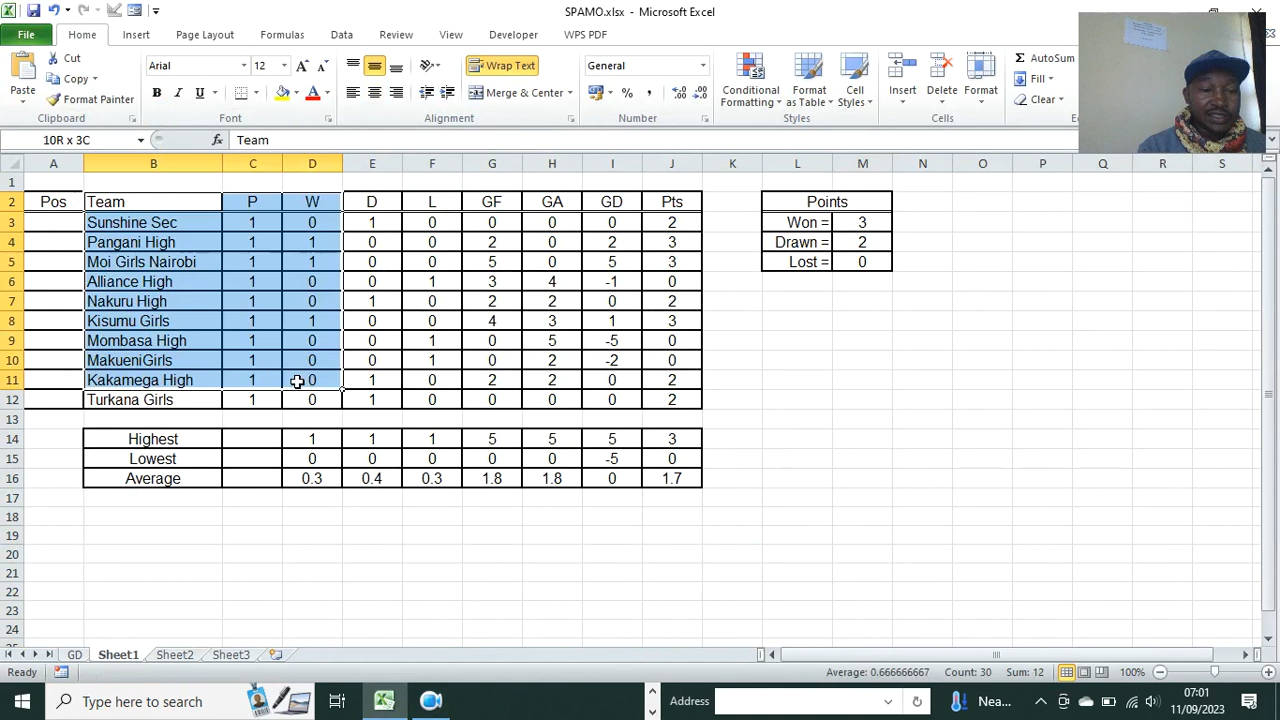 SPAMO.xlsx - Microsoft Excel
File Home Insert Page Layout Formulas Data Review View Developer WPS PDF
Paste Cut Copy Format Painter Clipboard
Arial 12 A A B I U A Font
Wrap Text Merge & Center Alignment
General % , Number
Conditional Formatting Format as Table Cell Styles Styles
Insert Delete Format Cells
Σ AutoSum Fill Clear
10R x 3C fx Team
A B C D E F G H I J K L M N O P Q R S
1
2 Pos Team P W D L GF GA GD Pts Points
3 Sunshine Sec 1 0 1 0 0 0 0 2 Won = 3
4 Pangani High 1 1 0 0 2 0 2 3 Drawn = 2
5 Moi Girls Nairobi 1 1 0 0 5 0 5 3 Lost = 0
6 Alliance High 1 0 0 1 3 4 -1 0
7 Nakuru High 1 0 1 0 2 2 0 2
8 Kisumu Girls 1 1 0 0 4 3 1 3
9 Mombasa High 1 0 0 1 0 5 -5 0
10 MakueniGirls 1 0 0 1 0 2 -2 0
11 Kakamega High 1 0 1 0 2 2 0 2
12 Turkana Girls 1 0 1 0 0 0 0 2
13
14 Highest 1 1 1 5 5 5 3
15 Lowest 0 0 0 0 0 -5 0
16 Average 0.3 0.4 0.3 1.8 1.8 0 1.7
17
18
19
20
21
22
23
24
GD Sheet1 Sheet2 Sheet3
Ready Average: 0.666666667 Count: 30 Sum: 12 100%
Type here to search Address Nea... 07:01
11/09/2023